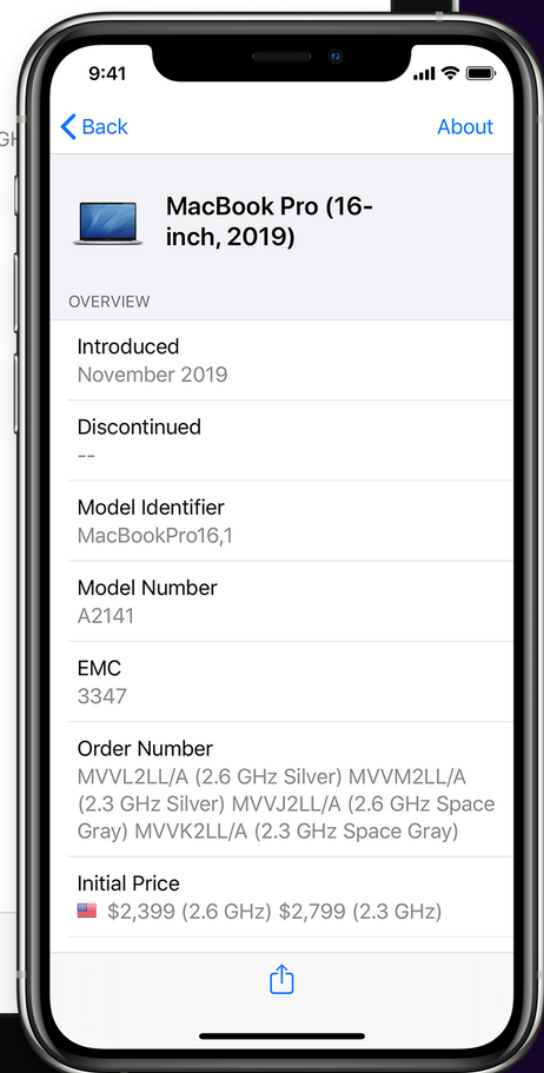 9:41
Back
About
MacBook Pro (16-
inch, 2019)
OVERVIEW
Introduced
November 2019
Discontinued
--
Model Identifier
MacBookPro16,1
Model Number
A2141
EMC
3347
Order Number
MVVL2LL/A (2.6 GHz Silver) MVVM2LL/A
(2.3 GHz Silver) MVVJ2LL/A (2.6 GHz Space
Gray) MVVK2LL/A (2.3 GHz Space Gray)
Initial Price
$2,399 (2.6 GHz) $2,799 (2.3 GHz)